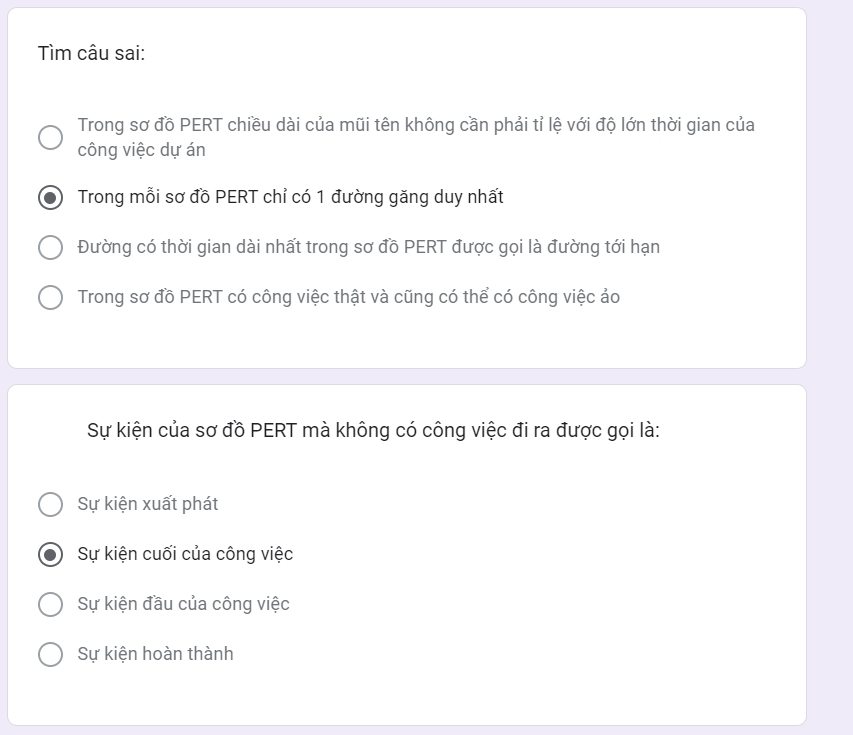 Tìm câu sai:
Trong sơ đồ PERT chiều dài của mũi tên không cần phải tỉ lệ với độ lớn thời gian của
công việc dự án
Trong mỗi sơ đồ PERT chỉ có 1 đường găng duy nhất
Đường có thời gian dài nhất trong sơ đồ PERT được gọi là đường tới hạn
Trong sơ đồ PERT có công việc thật và cũng có thể có công việc ảo
Sự kiện của sơ đồ PERT mà không có công việc đi ra được gọi là:
Sự kiện xuất phát
Sự kiện cuối của công việc
Sự kiện đầu của công việc
Sự kiện hoàn thành